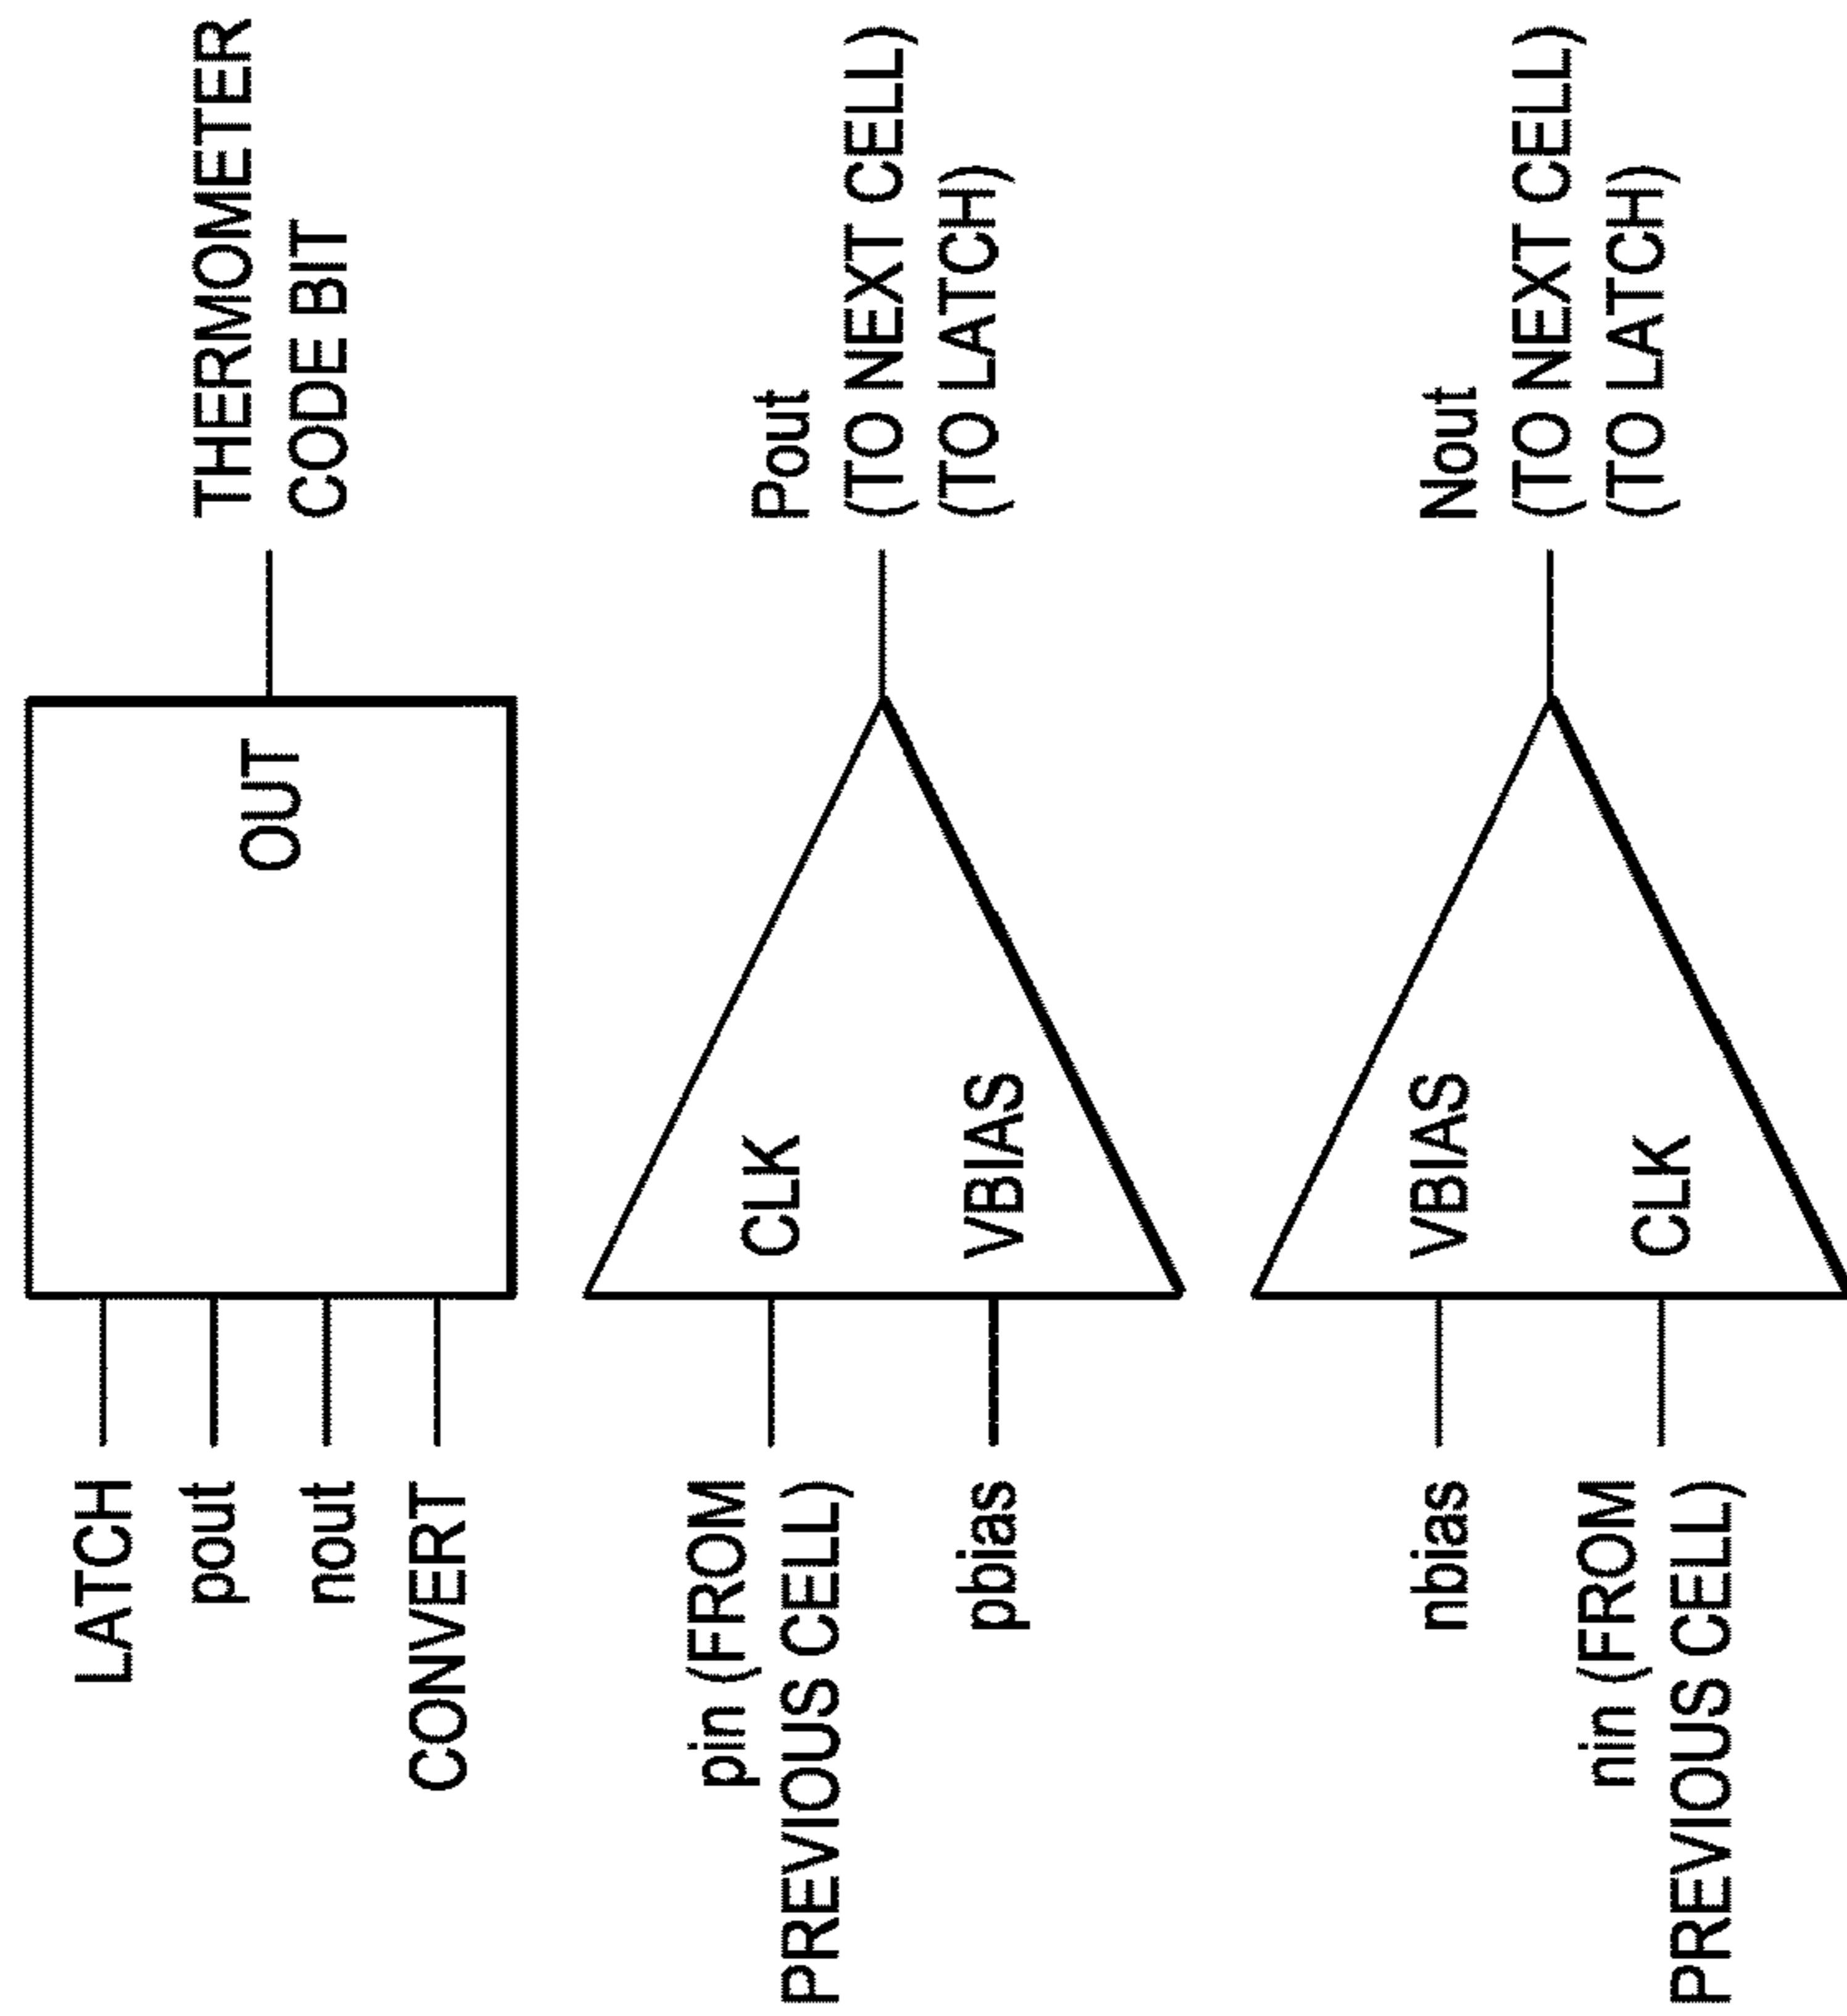 LATCH
pout
nout
CONVERT
OUT
THERMOMETER
CODE BIT
pin (FROM
PREVIOUS CELL)
pbias
CLK
VBIAS
Pout
(TO NEXT CELL)
(TO LATCH)
nbias
nin (FROM
PREVIOUS CELL)
VBIAS
CLK
Nout
(TO NEXT CELL)
(TO LATCH)